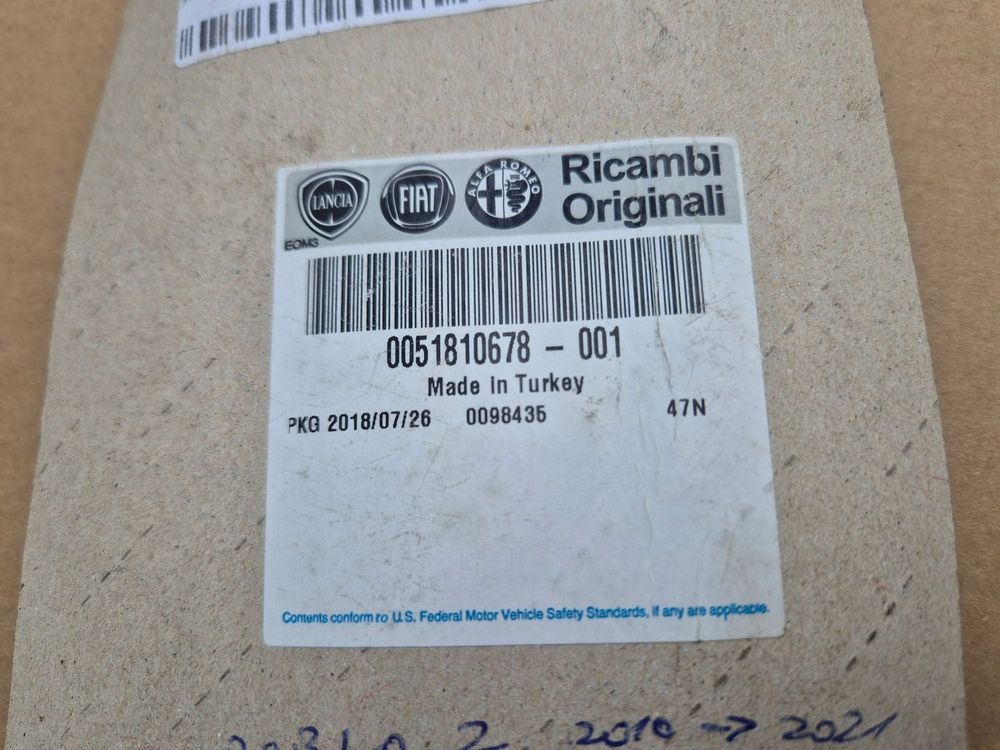 LANCIA
FIAT
ALFA ROMEO
Ricambi
Originali
EOM3
0051810678 - 001
Made in Turkey
PKG 2018/07/26 0098435 47N
Contents conform to U.S. Federal Motor Vehicle Safety Standards, if any are applicable.
2. 2010 → 2021